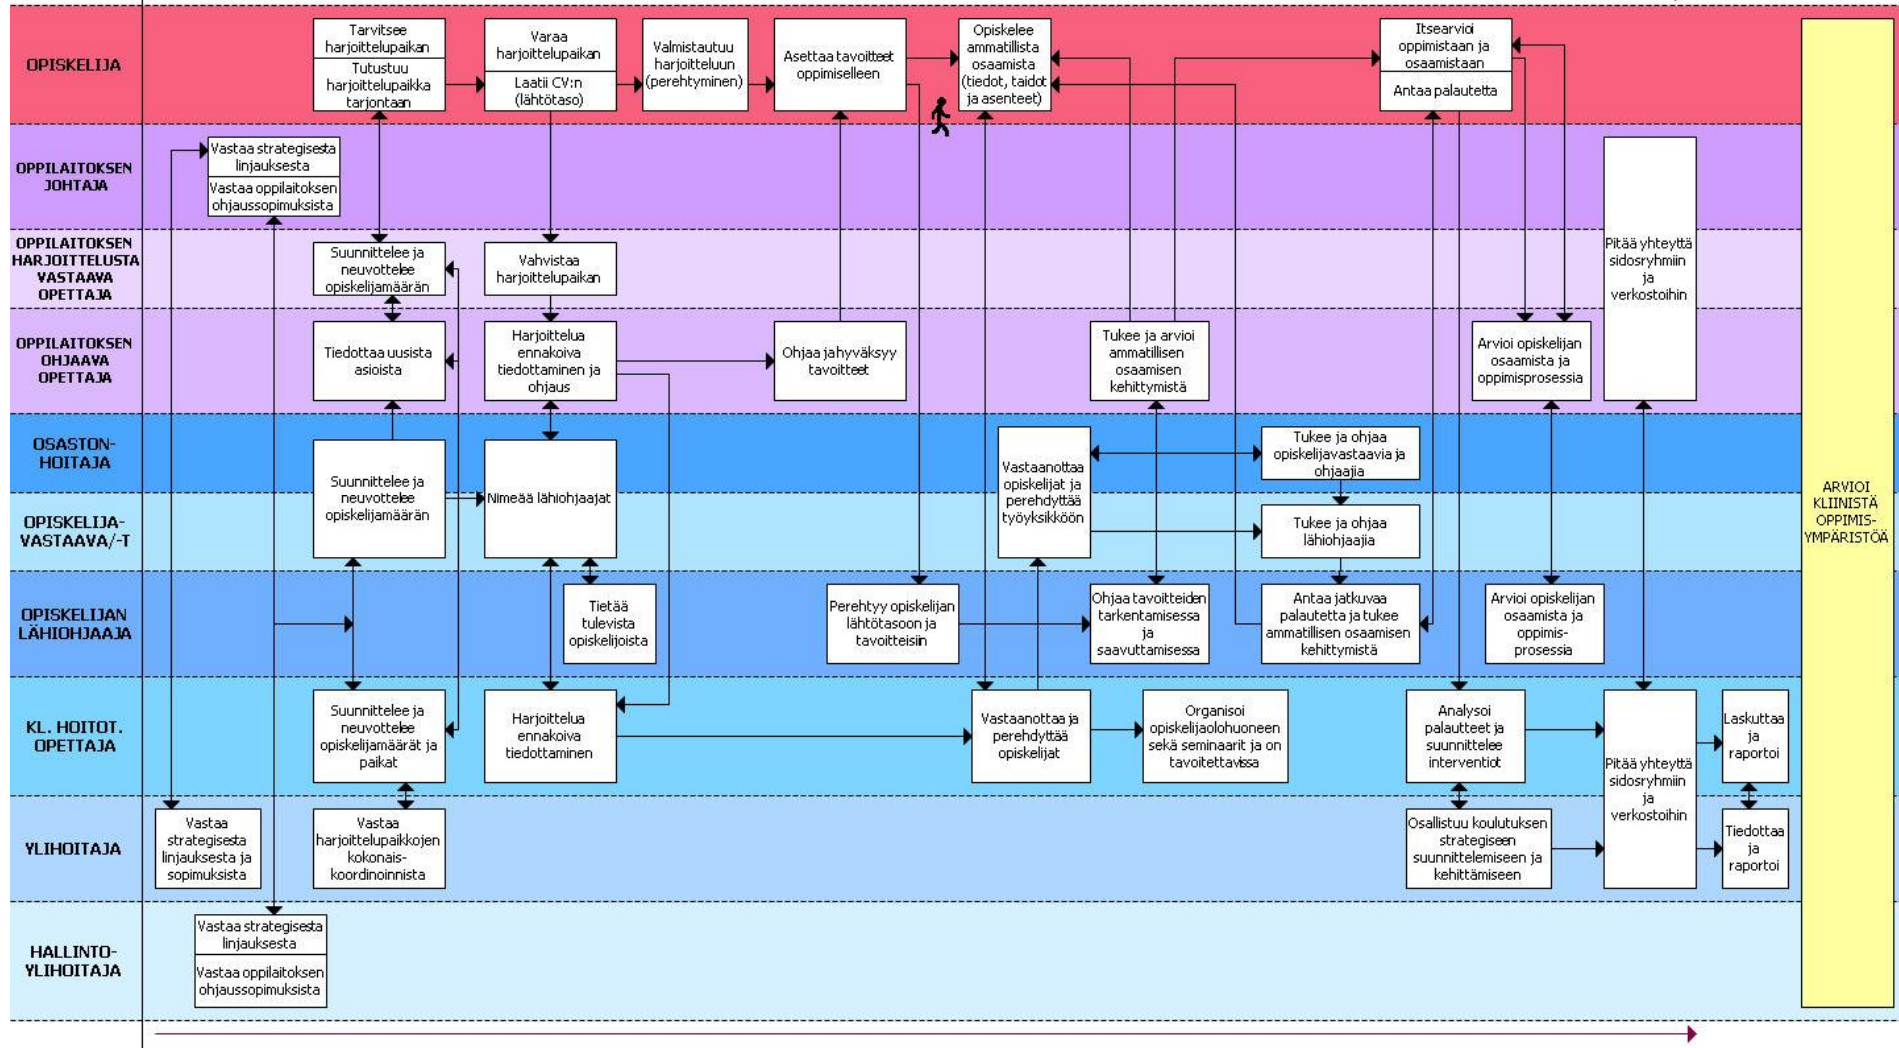 OPISKELIJA
Tarvitsee
harjoittelupaikan
Tutustuu
harjoittelupaikka
tarjontaan
Varaa
harjoittelupaikan
Laatii CV:n
(lähtötaso)
Valmistautuu
harjoitteluun
(perehtyminen)
Asettaa tavoitteet
oppimiselleen
Opiskelee
ammatillista
osaamista
(tiedot, taidot
ja asenteet)
Itsearvioi
oppimistaan ja
osaamistaan
Antaa palautetta
OPPILAITOKSEN
JOHTAJA
Vastaa strategisesta
linjauksesta
Vastaa oppilaitoksen
ohjaussopimuksista
OPPILAITOKSEN
HARJOITTELUSTA
VASTAAVA
OPETTAJA
Suunnittelee ja
neuvottelee
opiskelijamäärän
Vahvistaa
harjoittelupaikan
Pitää yhteyttä
sidosryhmiin
ja
verkostoihin
OPPILAITOKSEN
OHJAAVA
OPETTAJA
Tiedottaa uusista
asioista
Harjoittelua
ennakoiva
tiedottaminen ja
ohjaus
Ohjaa ja hyväksyy
tavoitteet
Tukee ja arvioi
ammatillisen
osaamisen
kehittymistä
Arvioi opiskelijan
osaamista ja
oppimisprosessia
OSASTON-
HOITAJA
Suunnittelee ja
neuvottelee
opiskelijamäärän
Nimeää lähiohjaajat
Vastaanottaa
opiskelijat ja
perehdyttää
työyksikköön
Tukee ja ohjaa
opiskelijavastaavia ja
ohjaajia
OPISKELIJA-
VASTAAVA/-T
Tukee ja ohjaa
lähiohjaajia
ARVIOI
KLIINISTÄ
OPPIMIS-
YMPÄRISTÖÄ
OPISKELIJAN
LÄHIOHJAAJA
Tietää
tulevista
opiskelijoista
Perehtyy opiskelijan
lähtötasoon ja
tavoitteisiin
Ohjaa tavoitteiden
tarkentamisessa
ja
saavuttamisessa
Antaa jatkuvaa
palautetta ja tukee
ammatillisen osaamisen
kehittymistä
Arvioi opiskelijan
osaamista ja
oppimis-
prosessia
KL. HOITOT.
OPETTAJA
Suunnittelee ja
neuvottelee
opiskelijamäärät ja
paikat
Harjoittelua
ennakoiva
tiedottaminen
Vastaanottaa ja
perehdyttää
opiskelijat
Organisoi
opiskelijaolohuoneen
sekä seminaarit ja on
tavoitettavissa
Analysoi
palautteet ja
suunnittelee
interventiot
Pitää yhteyttä
sidosryhmiin
ja
verkostoihin
Laskuttaa
ja
raportoi
YLIHOITAJA
Vastaa
strategisesta
linjauksesta ja
sopimuksista
Vastaa
harjoittelupaikkojen
kokonais-
koordinoinnista
Osallistuu koulutuksen
strategiseen
suunnittelemiseen ja
kehittämiseen
Tiedottaa
ja
raportoi
HALLINTO-
YLIHOITAJA
Vastaa strategisesta
linjauksesta
Vastaa oppilaitoksen
ohjaussopimuksista